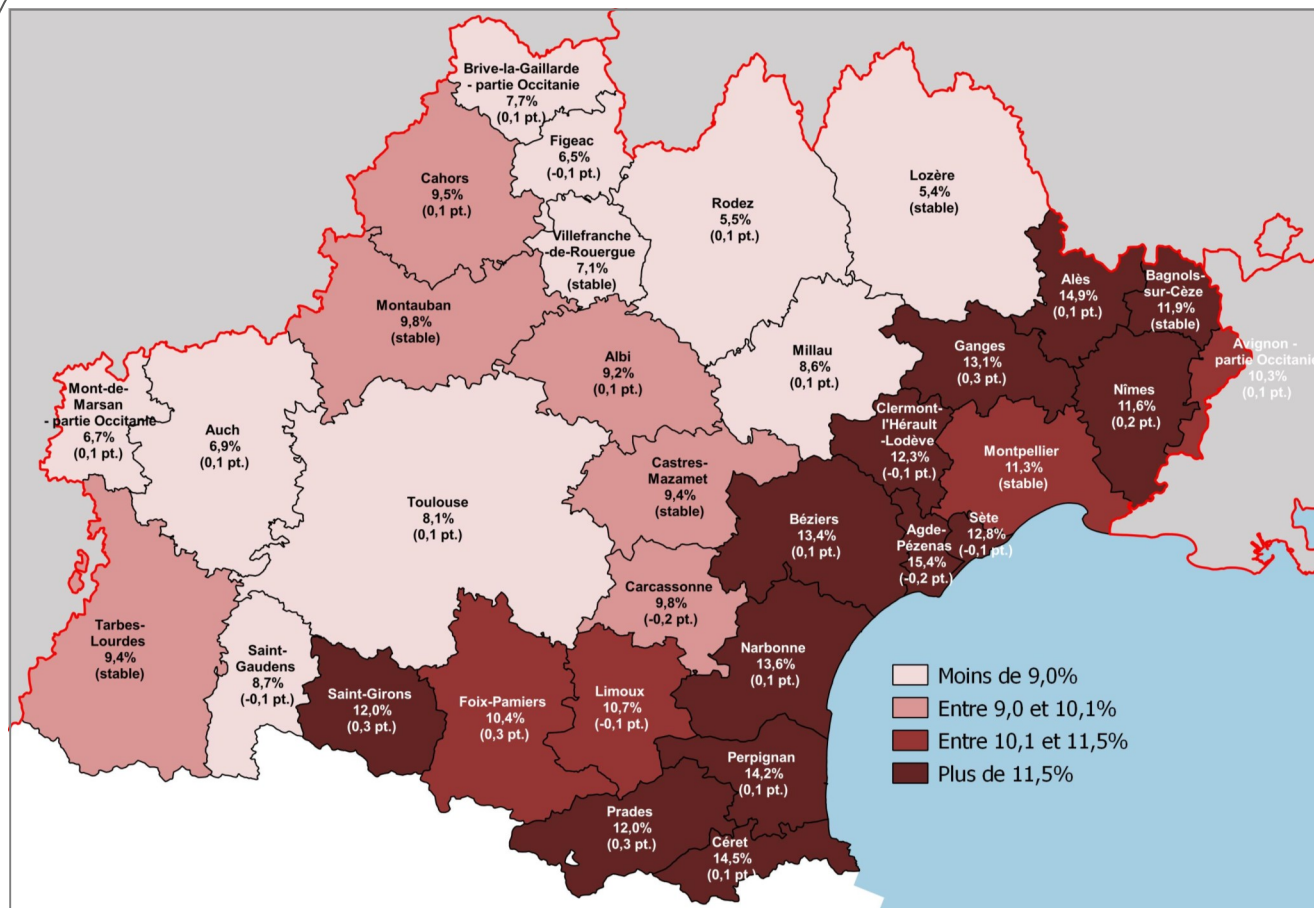 Brive-la-Gaillarde
- partie Occitanie
7,7%
(0,1 pt.)
Figeac
6,5%
(-0,1 pt.)
Cahors
9,5%
(0,1 pt.)
Rodez
5,5%
(0,1 pt.)
Lozère
5,4%
(stable)
Villefranche
-de-Rouergue
7,1%
(stable)
Montauban
9,8%
(stable)
Alès
14,9%
(0,1 pt.)
Bagnols-
sur-Cèze
11,9%
(stable)
Avignon -
partie Occitanie
10,3%
(0,1 pt.)
Albi
9,2%
(0,1 pt.)
Millau
8,6%
(0,1 pt.)
Ganges
13,1%
(0,3 pt.)
Nîmes
11,6%
(0,2 pt.)
Mont-de-
Marsan
- partie Occitanie
6,7%
(0,1 pt.)
Auch
6,9%
(0,1 pt.)
Clermont-
l'Hérault
-Lodève
12,3%
(-0,1 pt.)
Montpellier
11,3%
(stable)
Toulouse
8,1%
(0,1 pt.)
Castres-
Mazamet
9,4%
(stable)
Béziers
13,4%
(0,1 pt.)
Agde-
Pézenas
15,4%
(-0,2 pt.)
Sète
12,8%
(-0,1 pt.)
Carcassonne
9,8%
(-0,2 pt.)
Tarbes-
Lourdes
9,4%
(stable)
Saint-
Gaudens
8,7%
(-0,1 pt.)
Saint-Girons
12,0%
(0,3 pt.)
Foix-Pamiers
10,4%
(0,3 pt.)
Limoux
10,7%
(-0,1 pt.)
Narbonne
13,6%
(0,1 pt.)
Perpignan
14,2%
(0,1 pt.)
Prades
12,0%
(0,3 pt.)
Céret
14,5%
(0,1 pt.)
Moins de 9,0%
Entre 9,0 et 10,1%
Entre 10,1 et 11,5%
Plus de 11,5%